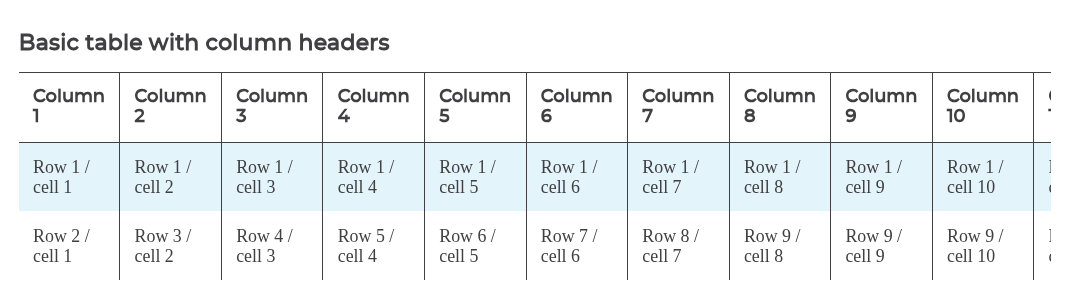 Basic table with column headers
Column Column Column Column Column Column Column Column Column Column
1 2 3 4 5 6 7 8 9 10
Row 1 / Row 1 / Row 1 / Row 1 / Row 1 / Row 1 / Row 1 / Row 1 / Row 1 / Row 1 /
cell 1 cell 2 cell 3 cell 4 cell 5 cell 6 cell 7 cell 8 cell 9 cell 10
Row 2 / Row 3 / Row 4 / Row 5 / Row 6 / Row 7 / Row 8 / Row 9 / Row 9 / Row 9 /
cell 1 cell 2 cell 3 cell 4 cell 5 cell 6 cell 7 cell 8 cell 9 cell 10